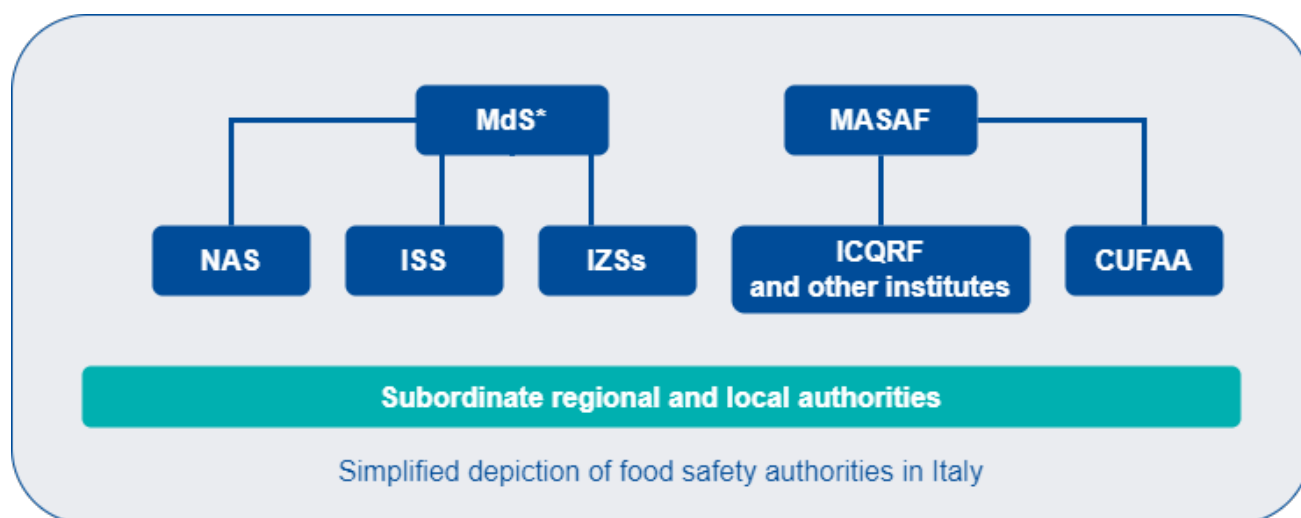 MdS*
MASAF
NAS
ISS
IZSs
ICQRF
and other institutes
CUFAA
Subordinate regional and local authorities
Simplified depiction of food safety authorities in Italy